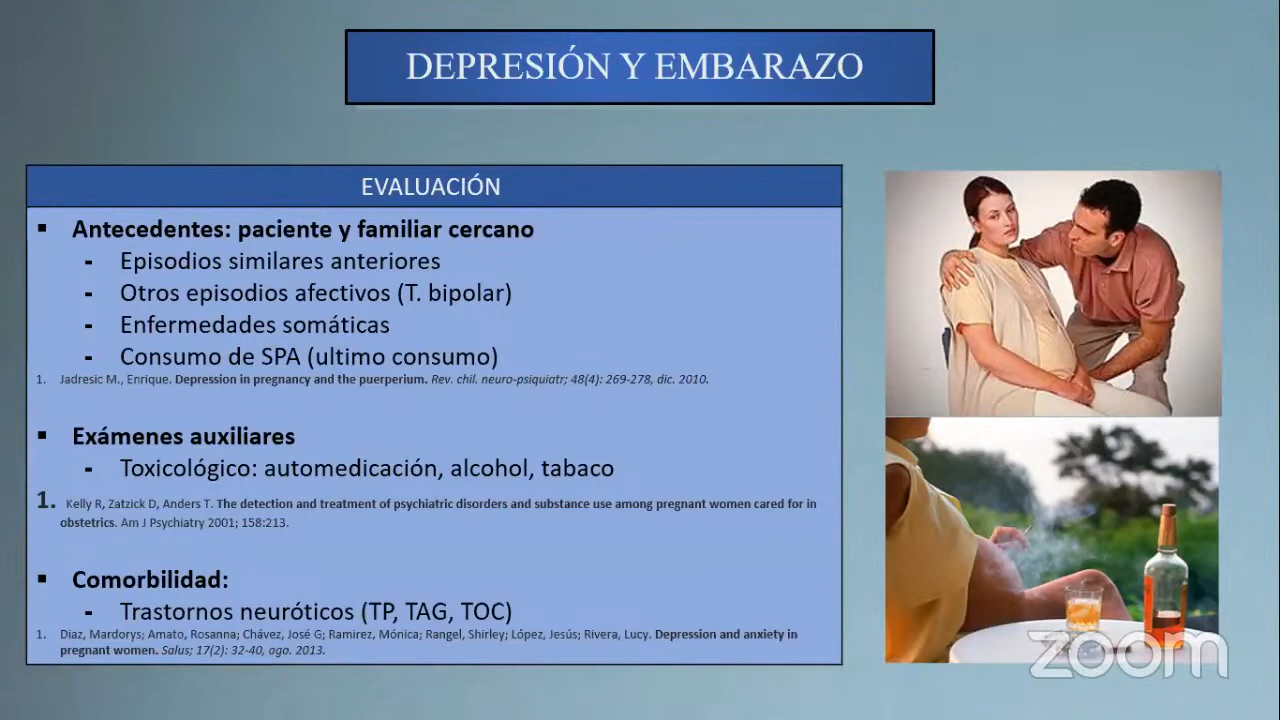 DEPRESIÓN Y EMBARAZO
EVALUACIÓN
▪ Antecedentes: paciente y familiar cercano
- Episodios similares anteriores
- Otros episodios afectivos (T. bipolar)
- Enfermedades somáticas
- Consumo de SPA (ultimo consumo)
1. Jadresic M., Enrique. Depression in pregnancy and the puerperium. Rev. chil. neuro-psiquiatr; 48(4): 269-278, dic. 2010.
▪ Exámenes auxiliares
- Toxicológico: automedicación, alcohol, tabaco
1. Kelly R, Zatzick D, Anders T. The detection and treatment of psychiatric disorders and substance use among pregnant women cared for in
obstetrics. Am J Psychiatry 2001; 158:213.
▪ Comorbilidad:
- Trastornos neuróticos (TP, TAG, TOC)
1. Diaz, Mardorys; Amato, Rosanna; Chávez, José G; Ramirez, Mónica; Rangel, Shirley; López, Jesús; Rivera, Lucy. Depression and anxiety in
pregnant women. Salus; 17(2): 32-40, ago. 2013.
zoom